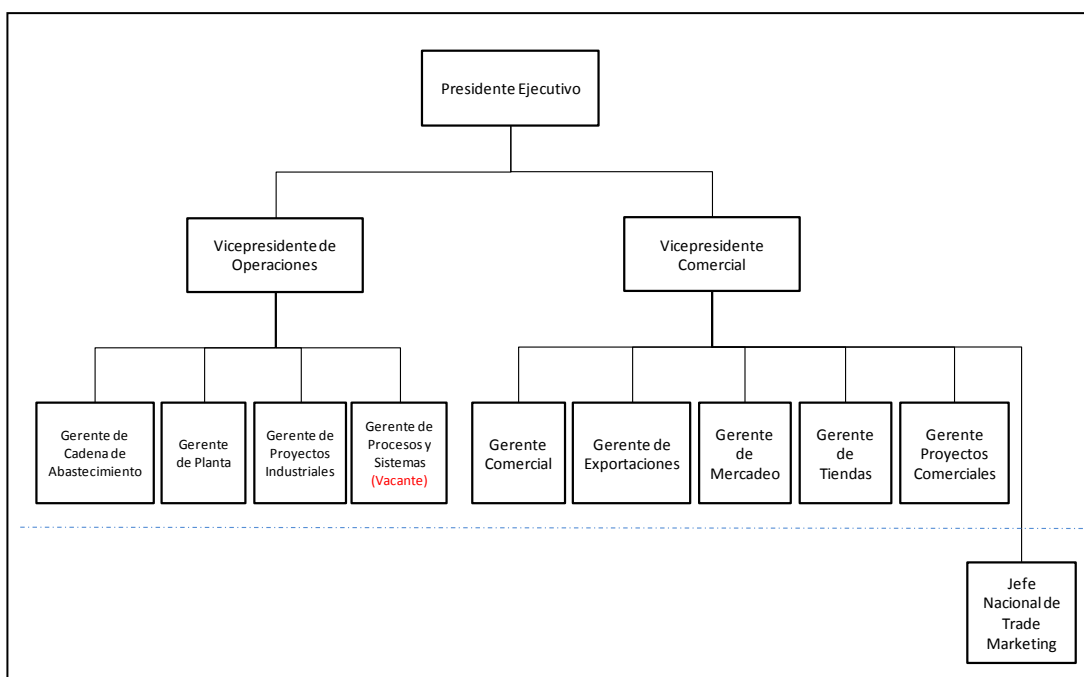 Presidente Ejecutivo
Vicepresidente de
Operaciones
Vicepresidente
Comercial
Gerente de
Cadena de
Abastecimiento
Gerente
de Planta
Gerente de
Proyectos
Industriales
Gerente de
Procesos y
Sistemas
(Vacante)
Gerente
Comercial
Gerente de
Exportaciones
Gerente
de
Mercadeo
Gerente
de
Tiendas
Gerente
Proyectos
Comerciales
Jefe
Nacional de
Trade
Marketing